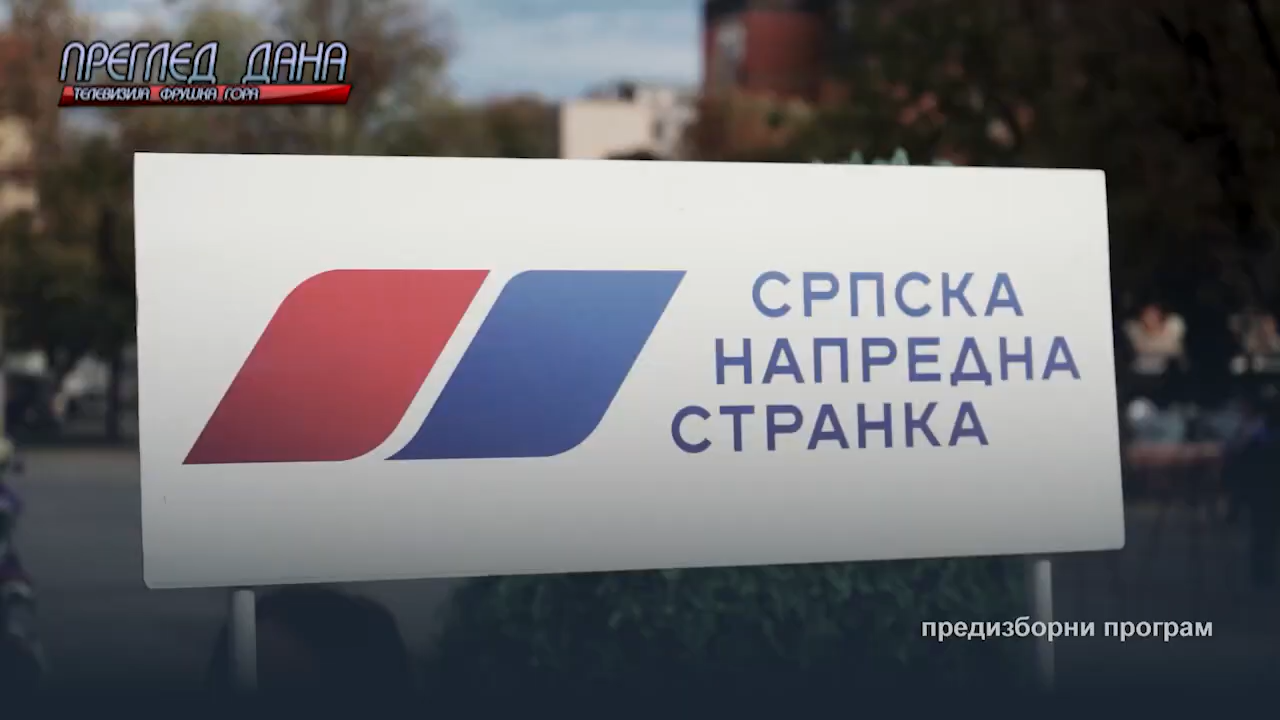 ПРЕГЛЕД ДАНА
ТЕЛЕВИЗИЈА ФРУШКА ГОРА
СРПСКА
НАПРЕДНА
СТРАНКА
предизборни програм